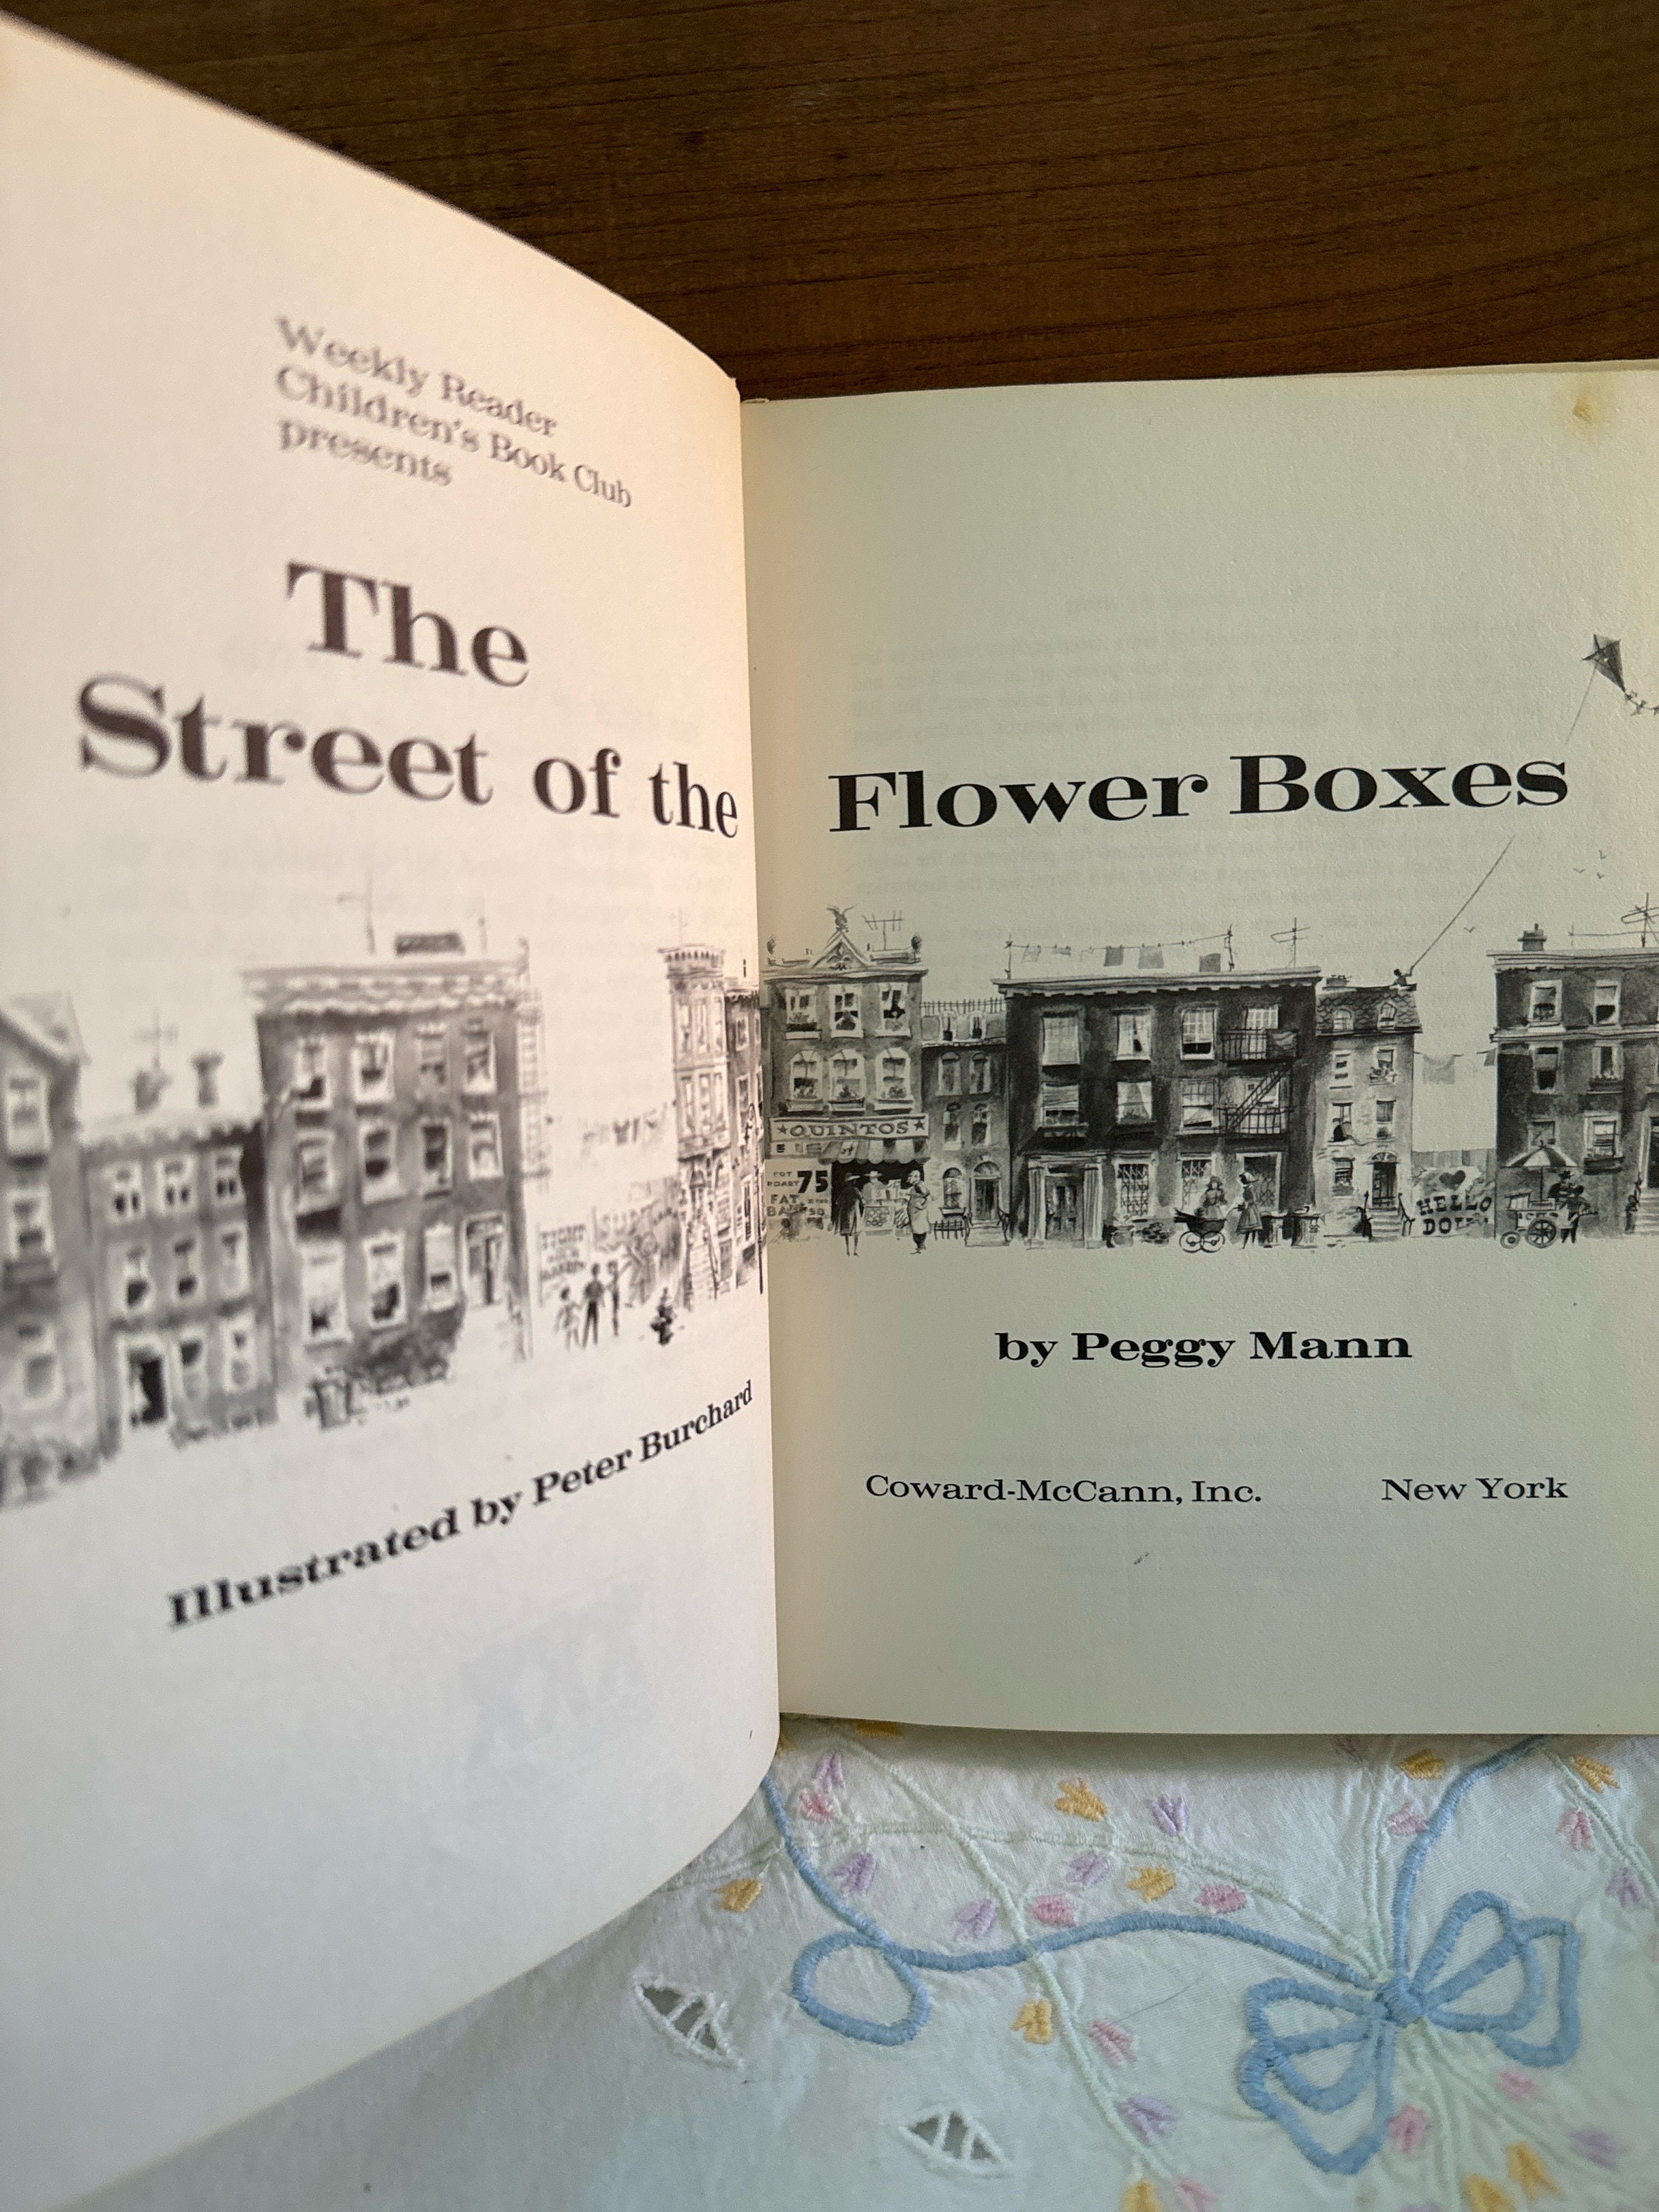 Weekly Reader
Children's Book Club
presents
The
Street of the
Illustrated by Peter Burchard
Flower Boxes
★QUINTOS★
75
FAT
HELLO
by Peggy Mann
Coward-McCann, Inc. New York